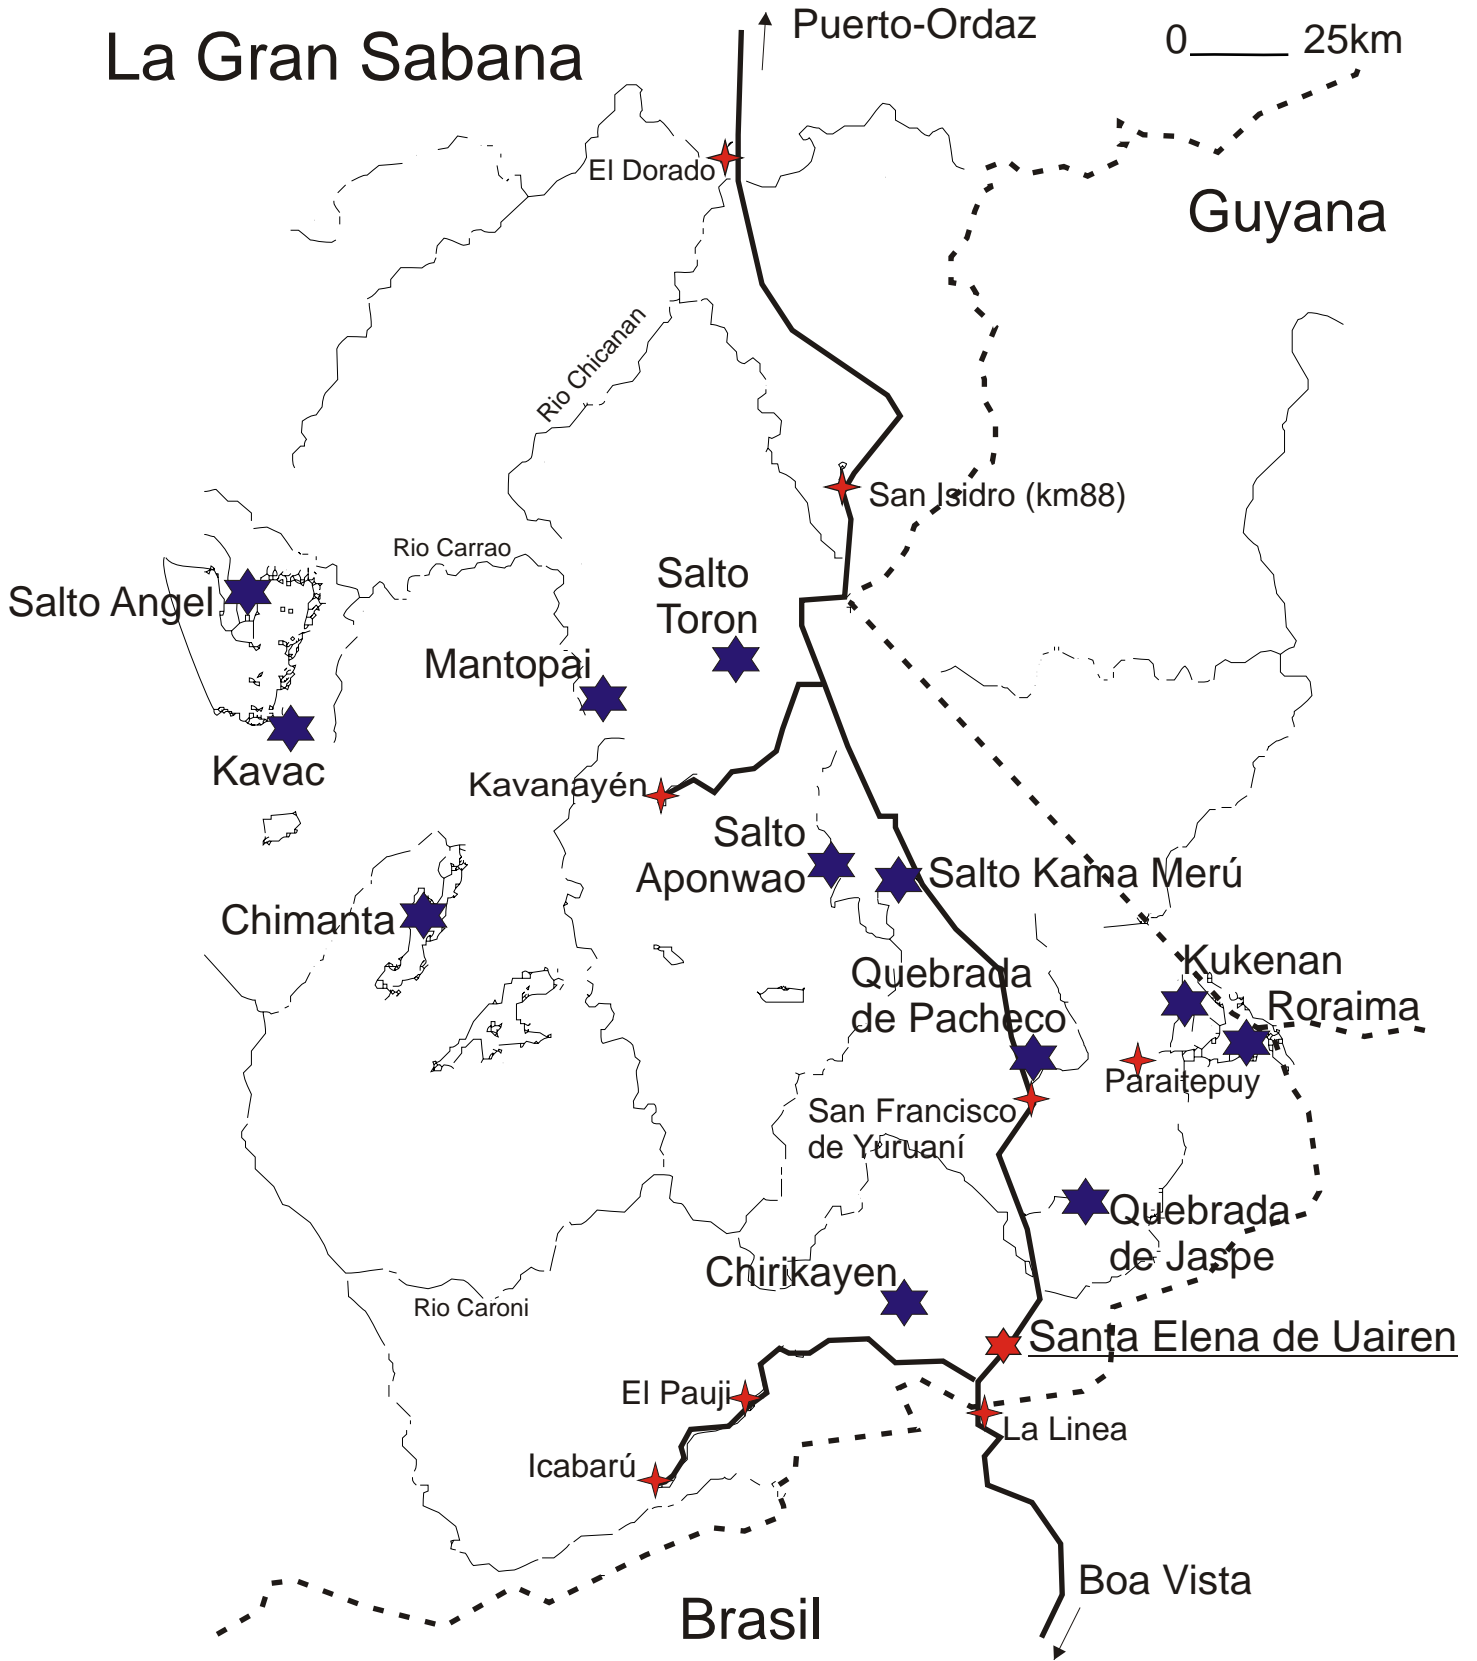 Puerto-Ordaz
0 25km
La Gran Sabana
El Dorado
Guyana
Rio Chicanan
San Isidro (km88)
Rio Carrao
Salto
Toron
Salto Angel
Mantopai
Kavac
Kavanayén
Salto
Aponwao
Salto Kama Merú
Chimanta
Quebrada
de Pacheco
Kukenan
Roraima
Paraitepuy
San Francisco
de Yuruaní
Quebrada
de Jaspe
Chirikayen
Rio Caroni
Santa Elena de Uairen
El Pauji
La Linea
Icabarú
Boa Vista
Brasil